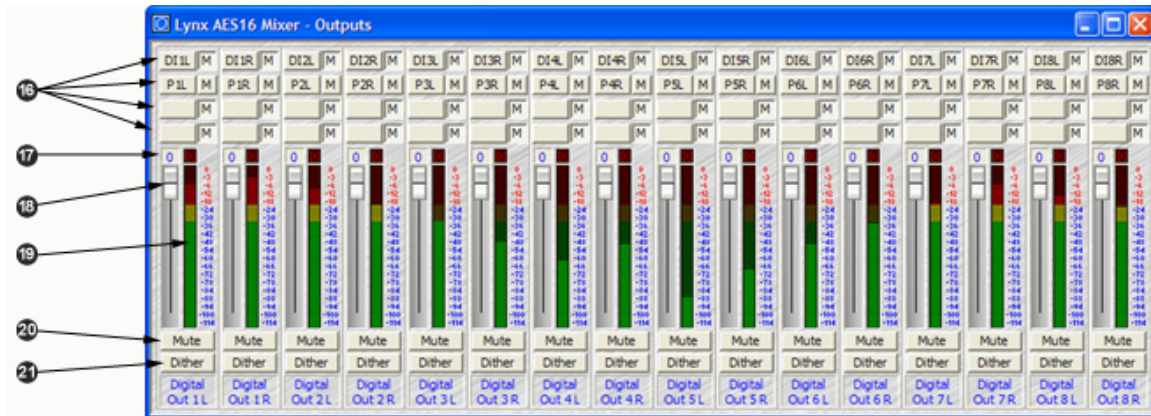 Lynx AES16 Mixer - Outputs
DI1L M DI1R M DI2L M DI2R M DI3L M DI3R M DI4L M DI4R M DI5L M DI5R M DI6L M DI6R M DI7L M DI7R M DI8L M DI8R M
16
P1L M P1R M P2L M P2R M P3L M P3R M P4L M P4R M P5L M P5R M P6L M P6R M P7L M P7R M P8L M P8R M
M M M M M M M M M M M M M M M M
M M M M M M M M M M M M M M M M
17
0 0 0 0 0 0 0 0 0 0 0 0 0 0 0 0
18
19
20
Mute Mute Mute Mute Mute Mute Mute Mute Mute Mute Mute Mute Mute Mute Mute Mute
21
Dither Dither Dither Dither Dither Dither Dither Dither Dither Dither Dither Dither Dither Dither Dither Dither
Digital Digital Digital Digital Digital Digital Digital Digital Digital Digital Digital Digital Digital Digital Digital Digital
Out 1 L Out 1 R Out 2 L Out 2 R Out 3 L Out 3 R Out 4 L Out 4 R Out 5 L Out 5 R Out 6 L Out 6 R Out 7 L Out 7 R Out 8 L Out 8 R